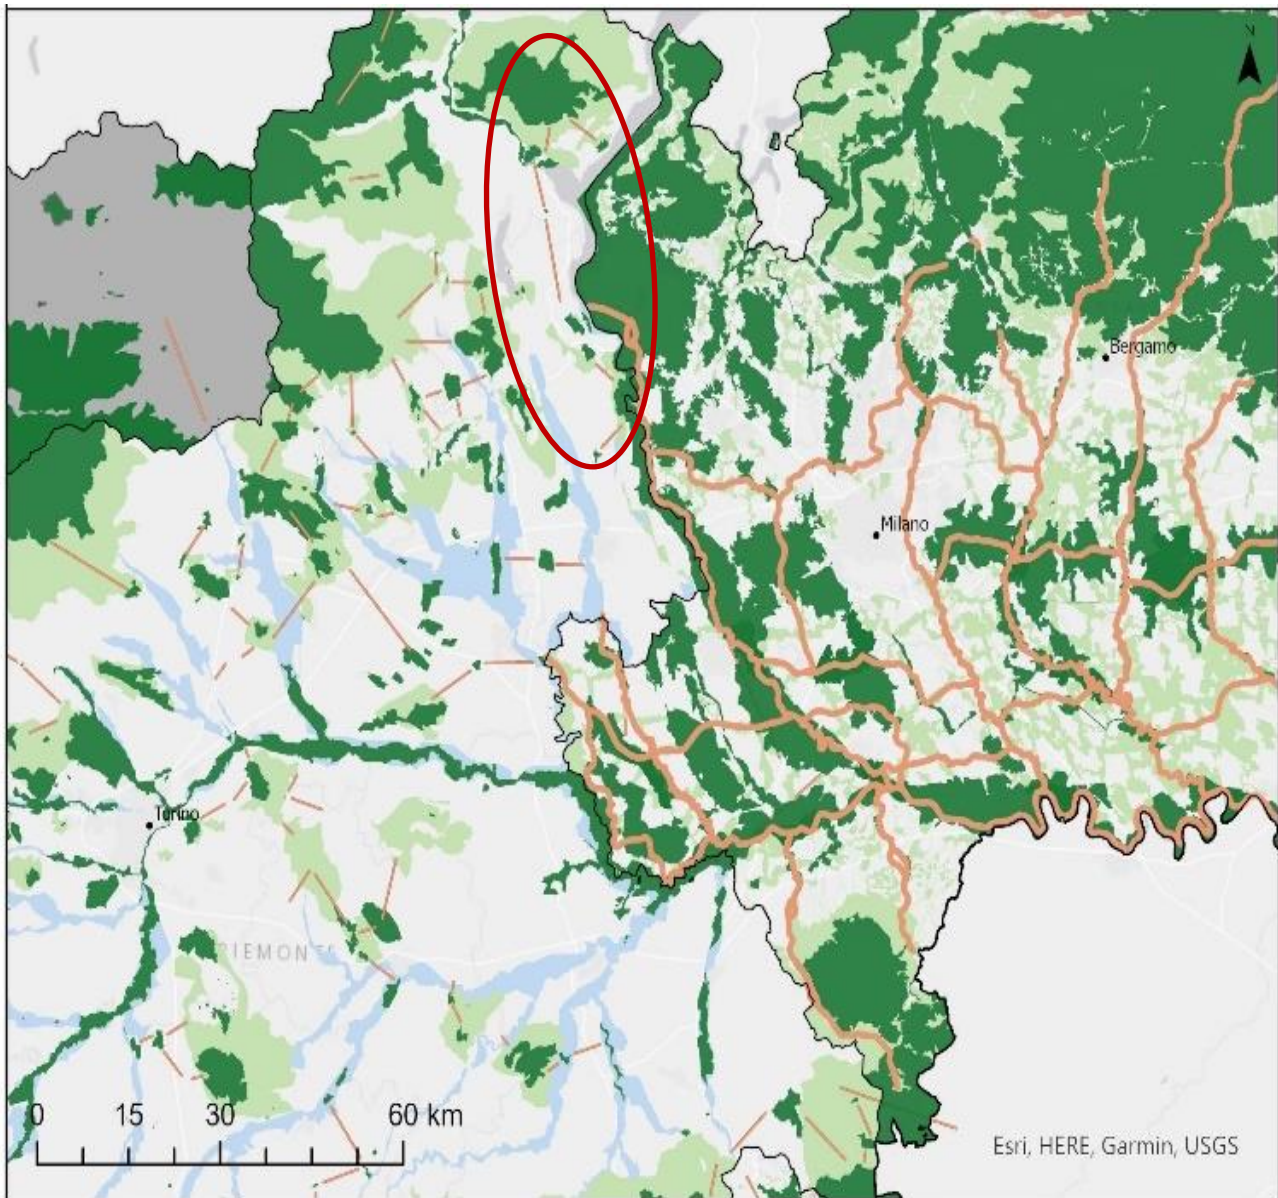 N
Bergamo
Milano
Torino
PIEMONTE
0 15 30 60 km
Esri, HERE, Garmin, USGS